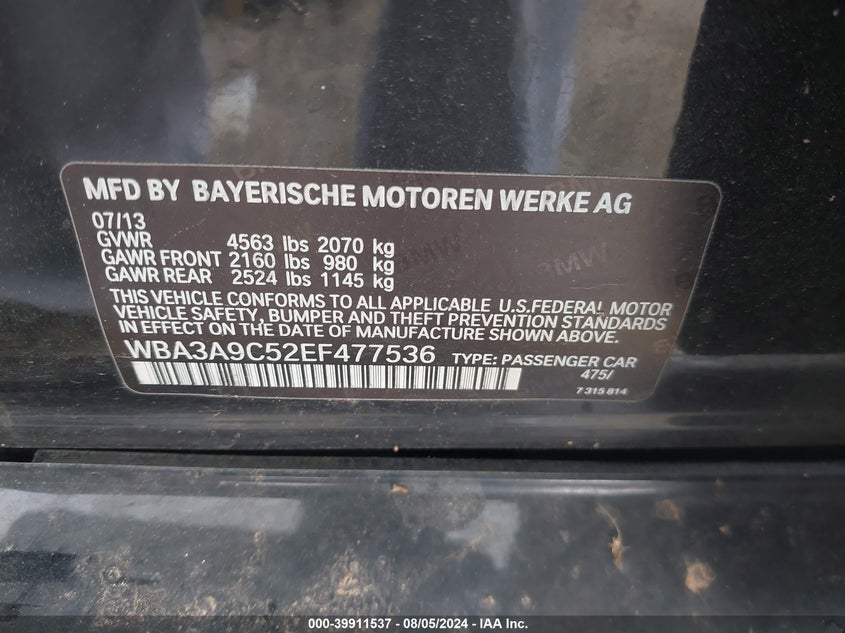 MFD BY BAYERISCHE MOTOREN WERKE AG
07/13
GVWR 4563 lbs 2070 kg
GAWR FRONT 2160 lbs 980 kg
GAWR REAR 2524 lbs 1145 kg
THIS VEHICLE CONFORMS TO ALL APPLICABLE U.S.FEDERAL MOTOR
VEHICLE SAFETY, BUMPER AND THEFT PREVENTION STANDARDS
IN EFFECT ON THE DATE OF MANUFACTURE SHOWN ABOVE.
WBA3A9C52EF477536 TYPE: PASSENGER CAR
475/
7 315 814
000-39911537 - 08/05/2024 - IAA Inc.